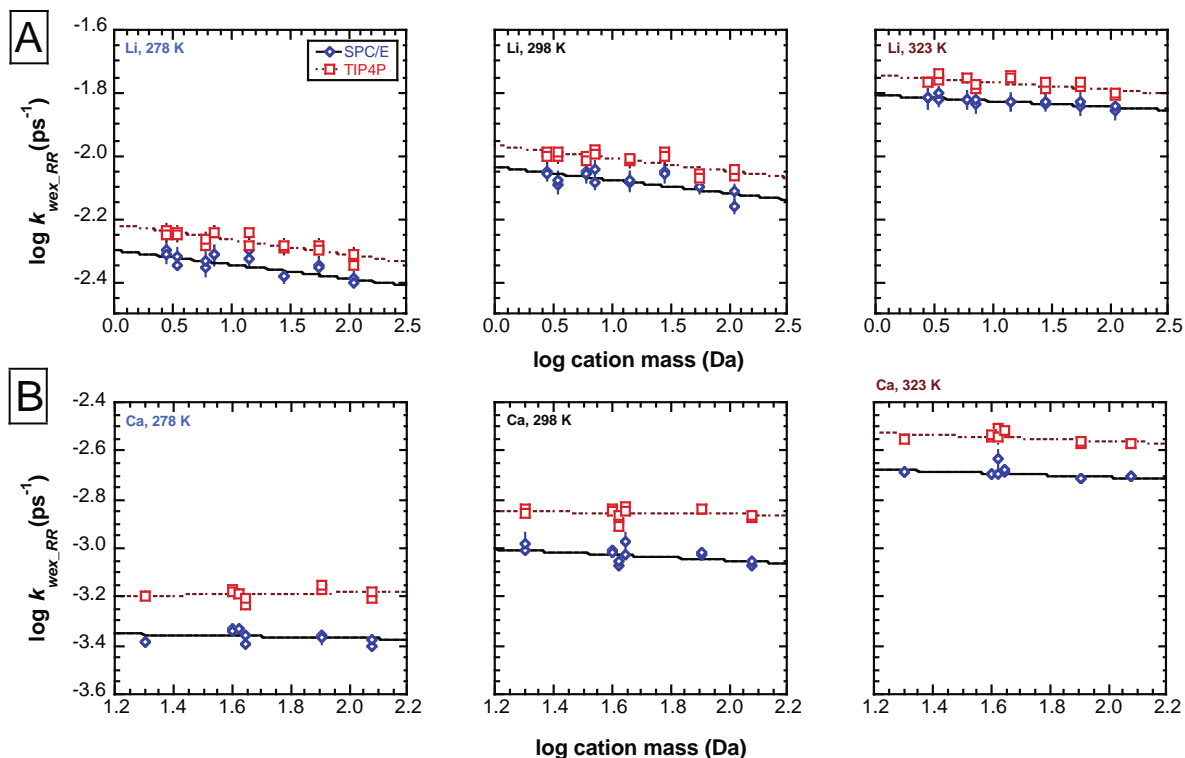 A
Li, 278 K
SPC/E
TIP4P
Li, 298 K
Li, 323 K
log k wex_RR (ps-1)
-1.6
-1.8
-2.0
-2.2
-2.4
0.0 0.5 1.0 1.5 2.0 2.5
0.0 0.5 1.0 1.5 2.0 2.5
0.0 0.5 1.0 1.5 2.0 2.5
log cation mass (Da)
B
Ca, 278 K
Ca, 298 K
Ca, 323 K
log k wex_RR (ps-1)
-2.4
-2.6
-2.8
-3.0
-3.2
-3.4
-3.6
1.2 1.4 1.6 1.8 2.0 2.2
1.2 1.4 1.6 1.8 2.0 2.2
1.2 1.4 1.6 1.8 2.0 2.2
log cation mass (Da)